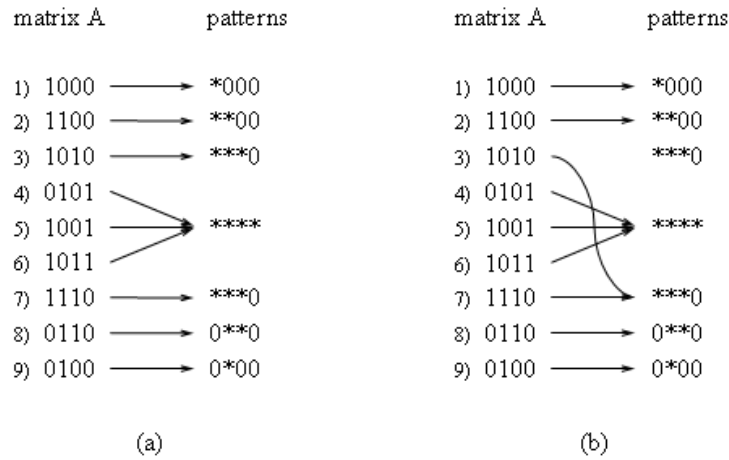 matrix A patterns matrix A patterns
1) 1000 *000 1) 1000 *000
2) 1100 **00 2) 1100 **00
3) 1010 ***0 3) 1010 ***0
4) 0101 4) 0101
5) 1001 **** 5) 1001 ****
6) 1011 6) 1011
7) 1110 ***0 7) 1110 ***0
8) 0110 0**0 8) 0110 0**0
9) 0100 0*00 9) 0100 0*00
(a) (b)